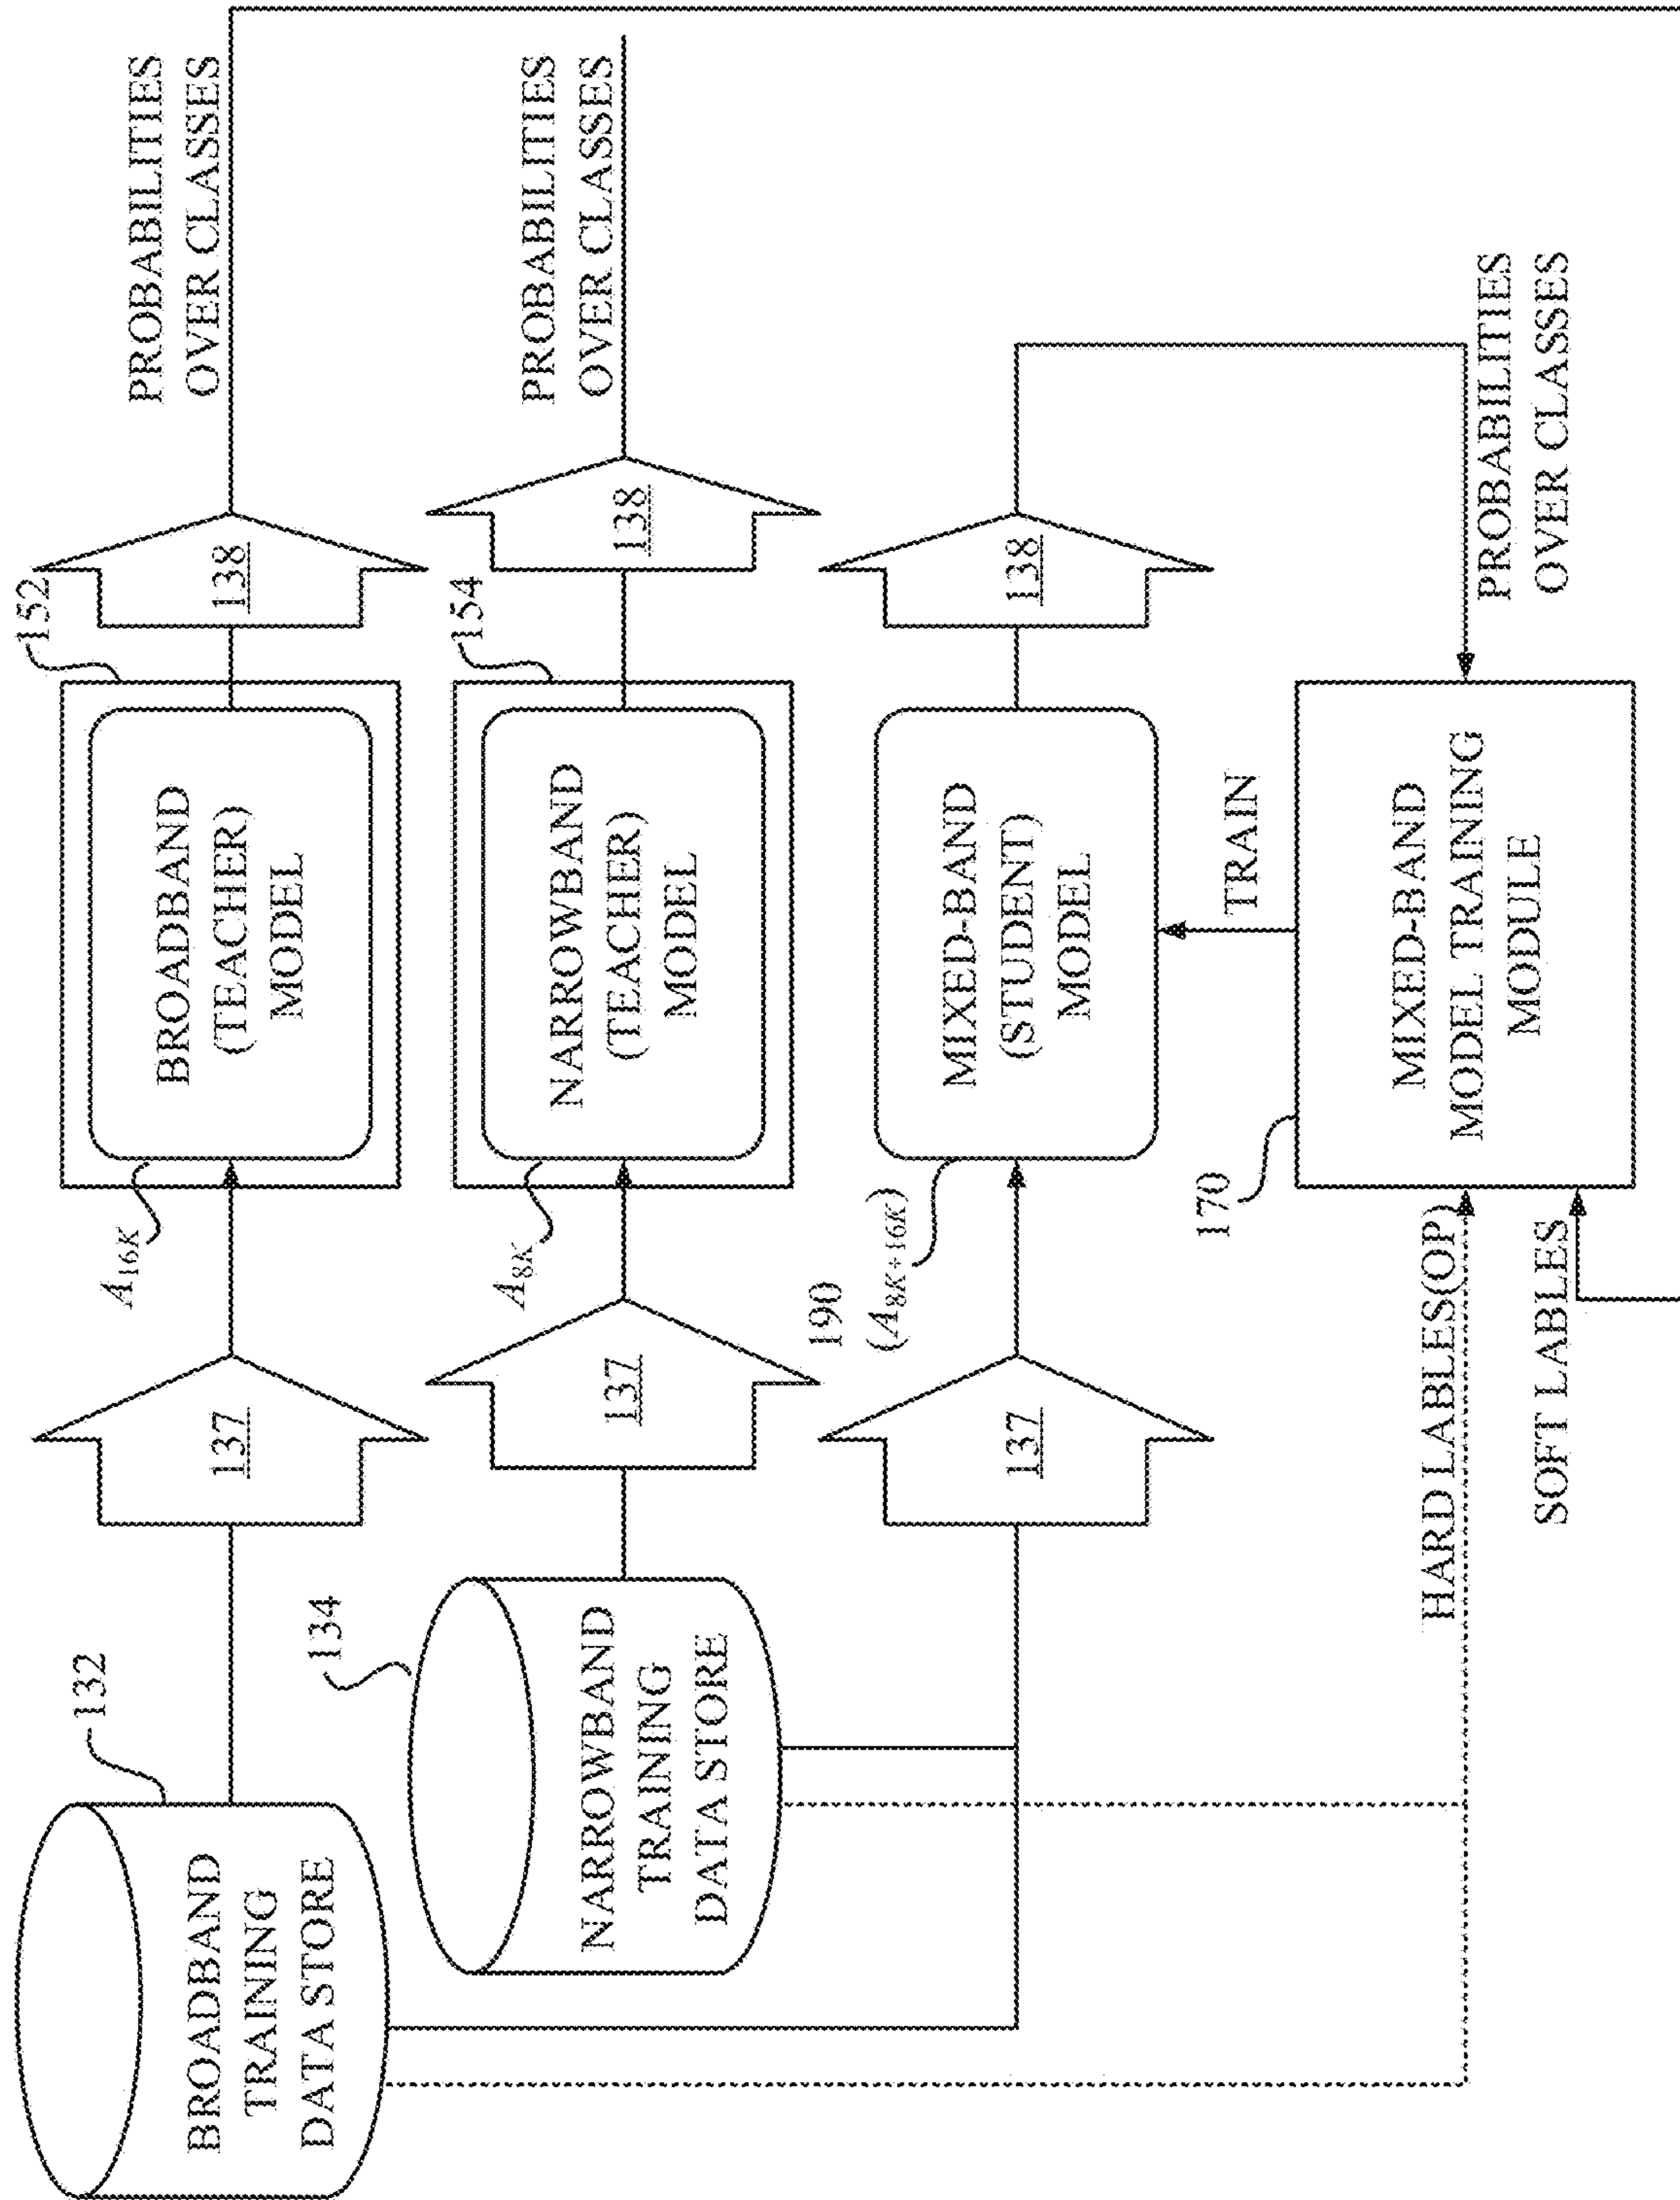 BROADBAND
TRAINING
DATA STORE
132
137
A16K
BROADBAND
(TEACHER)
MODEL
152
138
PROBABILITIES
OVER CLASSES
NARROWBAND
TRAINING
DATA STORE
134
137
A8K
NARROWBAND
(TEACHER)
MODEL
154
138
PROBABILITIES
OVER CLASSES
137
190
(A8K+16K)
MIXED-BAND
(STUDENT)
MODEL
138
TRAIN
HARD LABLES(OP)
SOFT LABLES
170
MIXED-BAND
MODEL TRAINING
MODULE
PROBABILITIES
OVER CLASSES